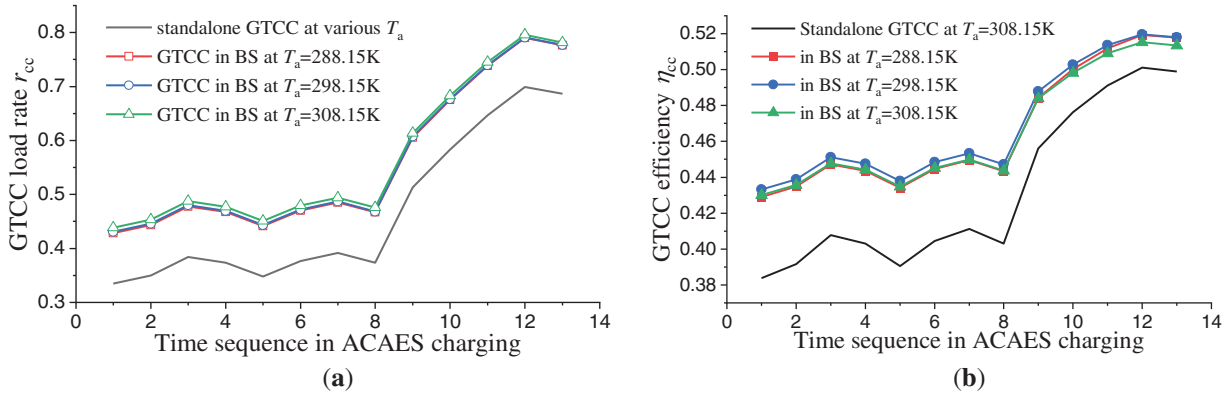 standalone GTCC at various Ta
GTCC in BS at Ta=288.15K
GTCC in BS at Ta=298.15K
GTCC in BS at Ta=308.15K
GTCC load rate rcc
0.8
0.7
0.6
0.5
0.4
0.3
0 2 4 6 8 10 12 14
Time sequence in ACAES charging
(a)
Standalone GTCC at Ta=308.15K
in BS at Ta=288.15K
in BS at Ta=298.15K
in BS at Ta=308.15K
GTCC efficiency ηcc
0.52
0.50
0.48
0.46
0.44
0.42
0.40
0.38
0 2 4 6 8 10 12 14
Time sequence in ACAES charging
(b)